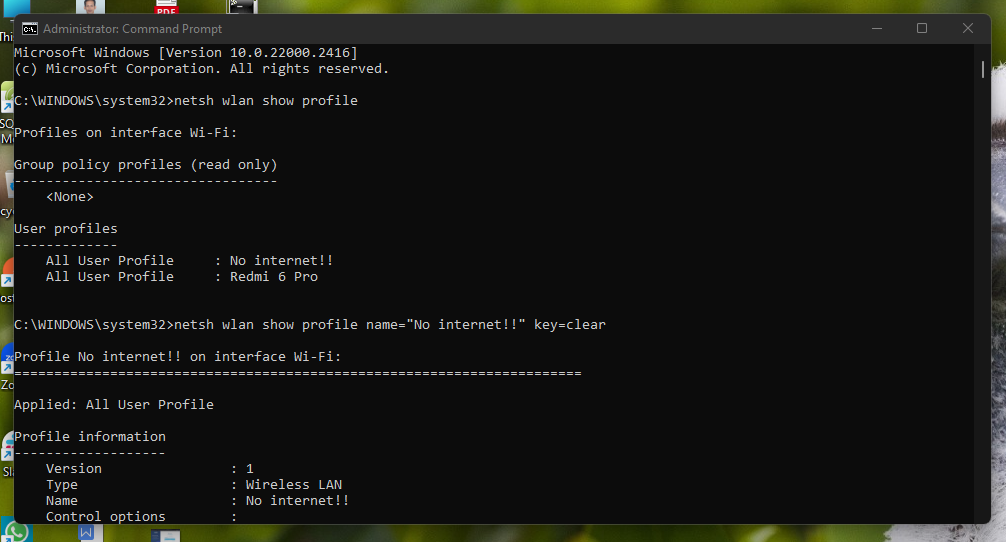 PDF
Administrator: Command Prompt
Microsoft Windows [Version 10.0.22000.2416]
(c) Microsoft Corporation. All rights reserved.
C:\WINDOWS\system32>netsh wlan show profile
Profiles on interface Wi-Fi:
Group policy profiles (read only)
---------------------------------
<None>
User profiles
-------------
All User Profile     : No internet!!
All User Profile     : Redmi 6 Pro
C:\WINDOWS\system32>netsh wlan show profile name="No internet!!" key=clear
Profile No internet!! on interface Wi-Fi:
=======================================================================
Applied: All User Profile
Profile information
-------------------
Version                : 1
Type                   : Wireless LAN
Name                   : No internet!!
Control options        :